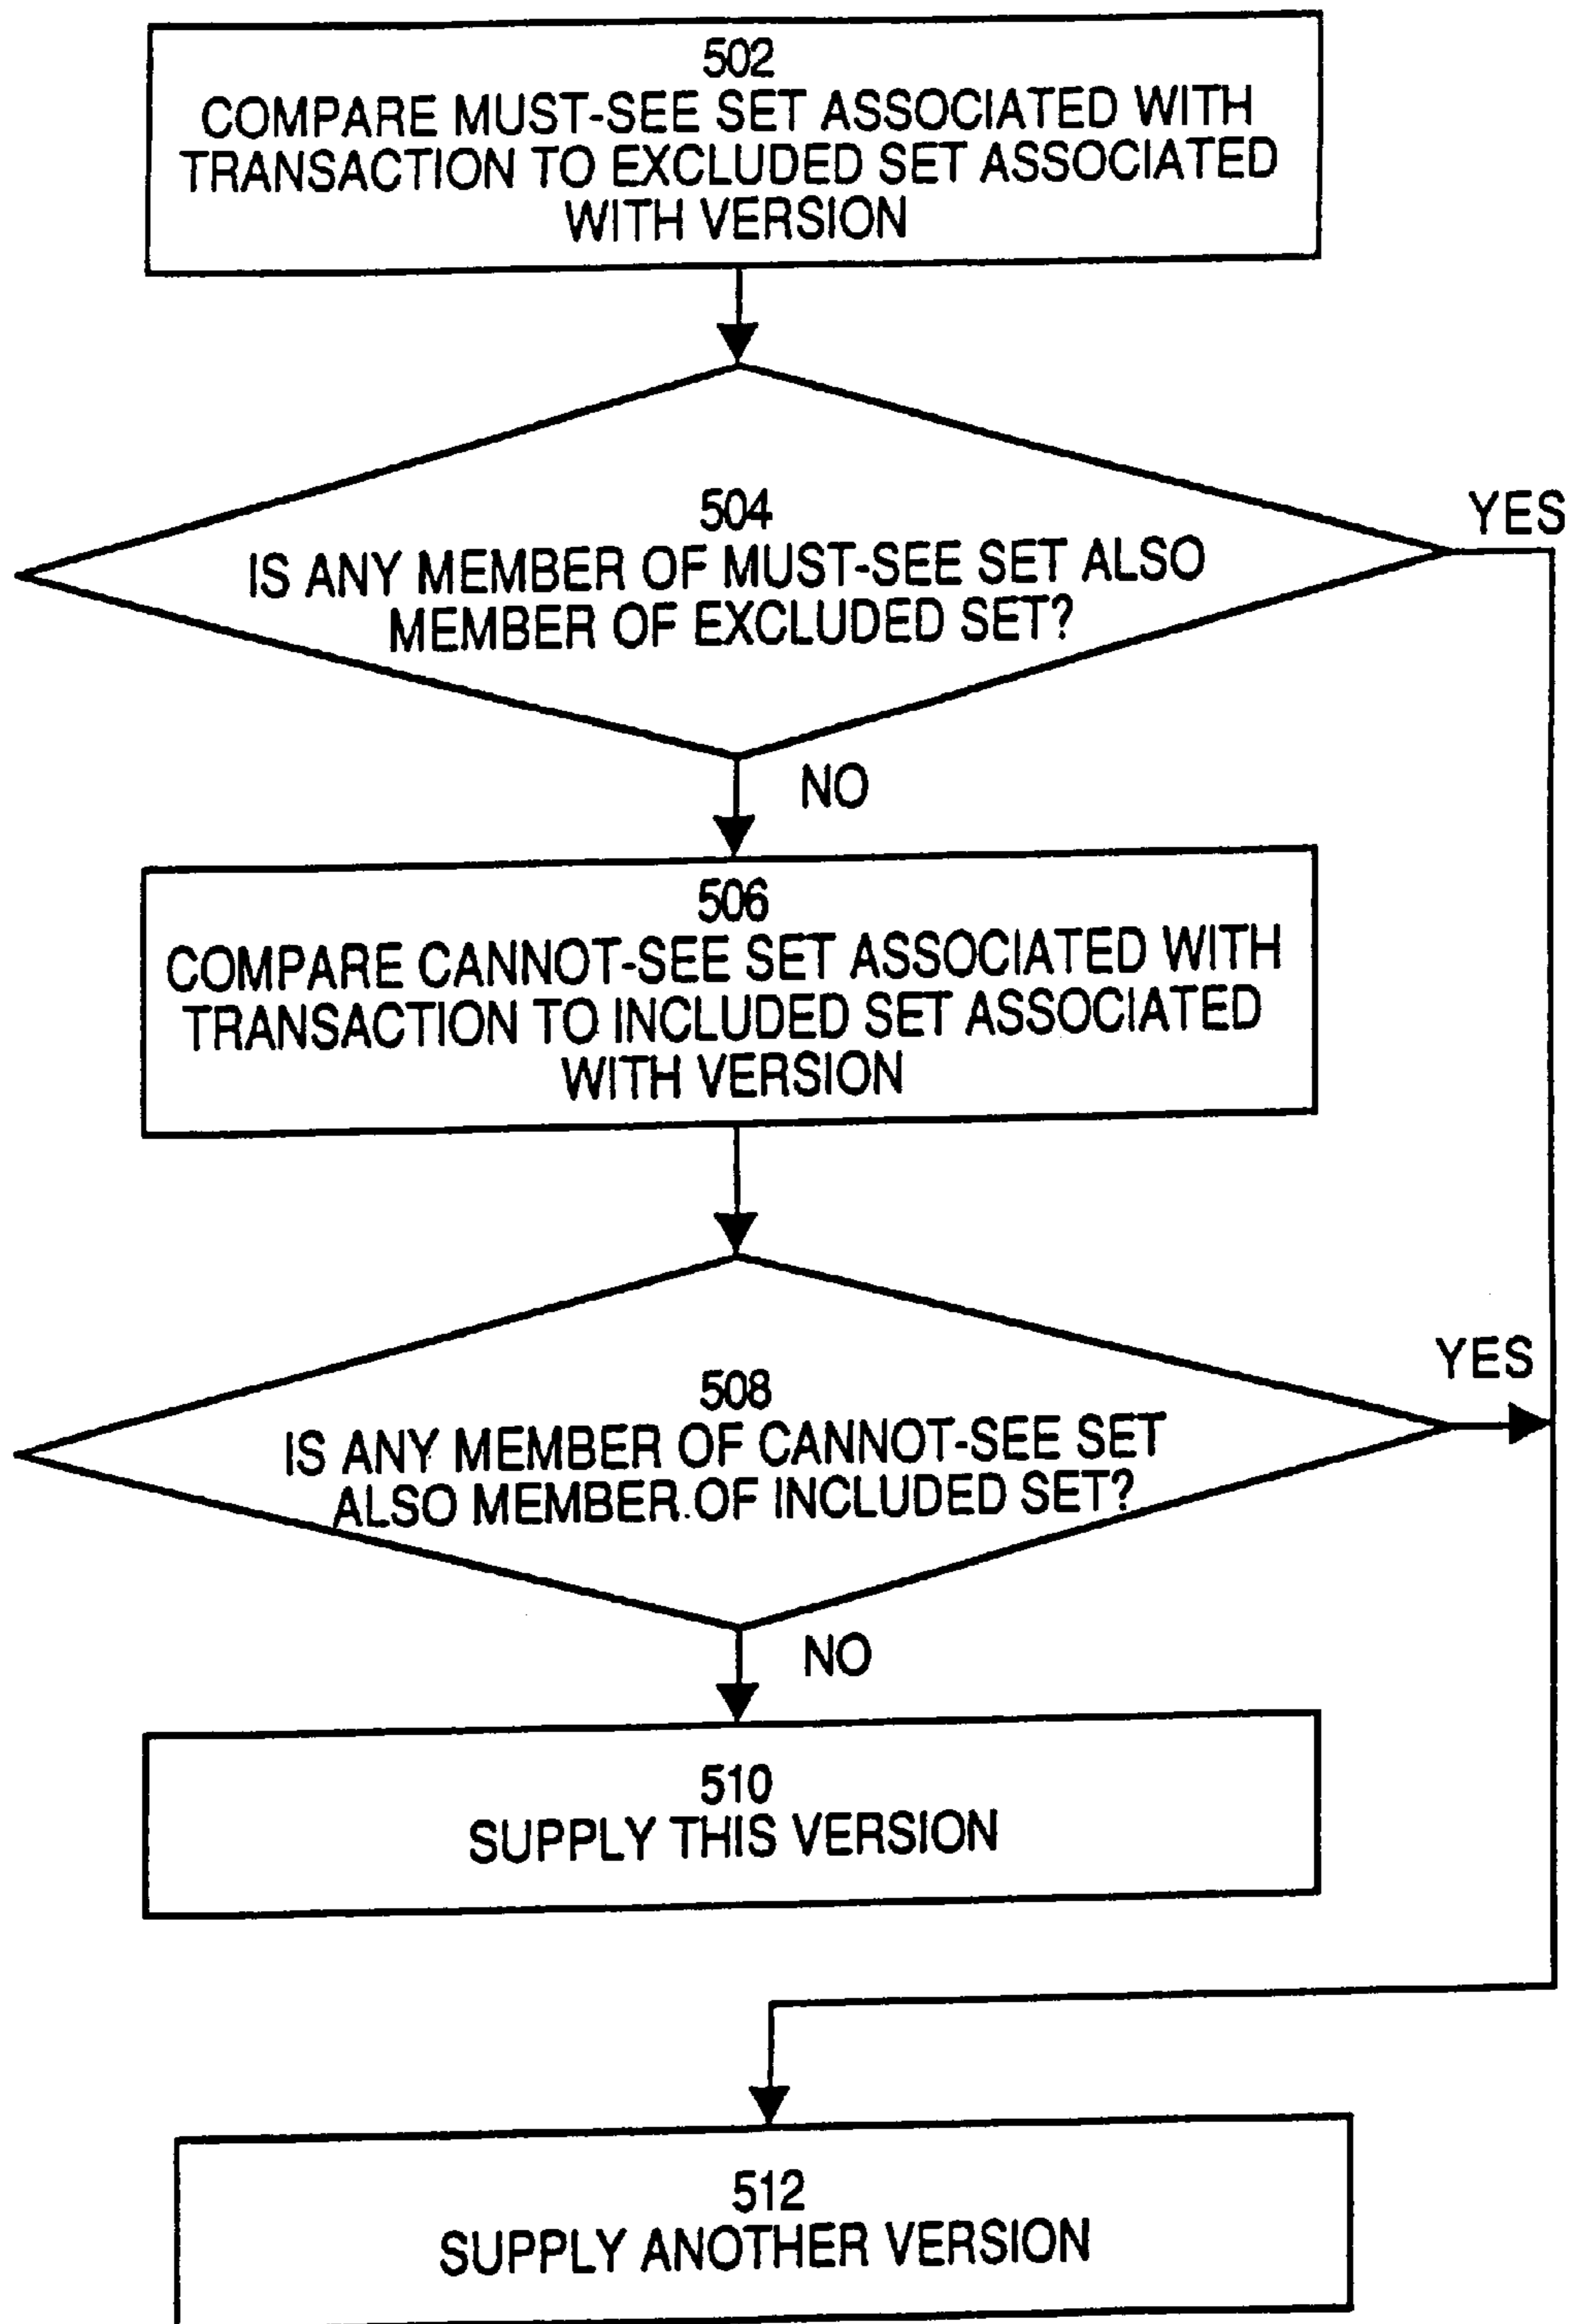 502
COMPARE MUST-SEE SET ASSOCIATED WITH
TRANSACTION TO EXCLUDED SET ASSOCIATED
WITH VERSION
504
IS ANY MEMBER OF MUST-SEE SET ALSO
MEMBER OF EXCLUDED SET?
YES
NO
506
COMPARE CANNOT-SEE SET ASSOCIATED WITH
TRANSACTION TO INCLUDED SET ASSOCIATED
WITH VERSION
508
IS ANY MEMBER OF CANNOT-SEE SET
ALSO MEMBER OF INCLUDED SET?
YES
NO
510
SUPPLY THIS VERSION
512
SUPPLY ANOTHER VERSION